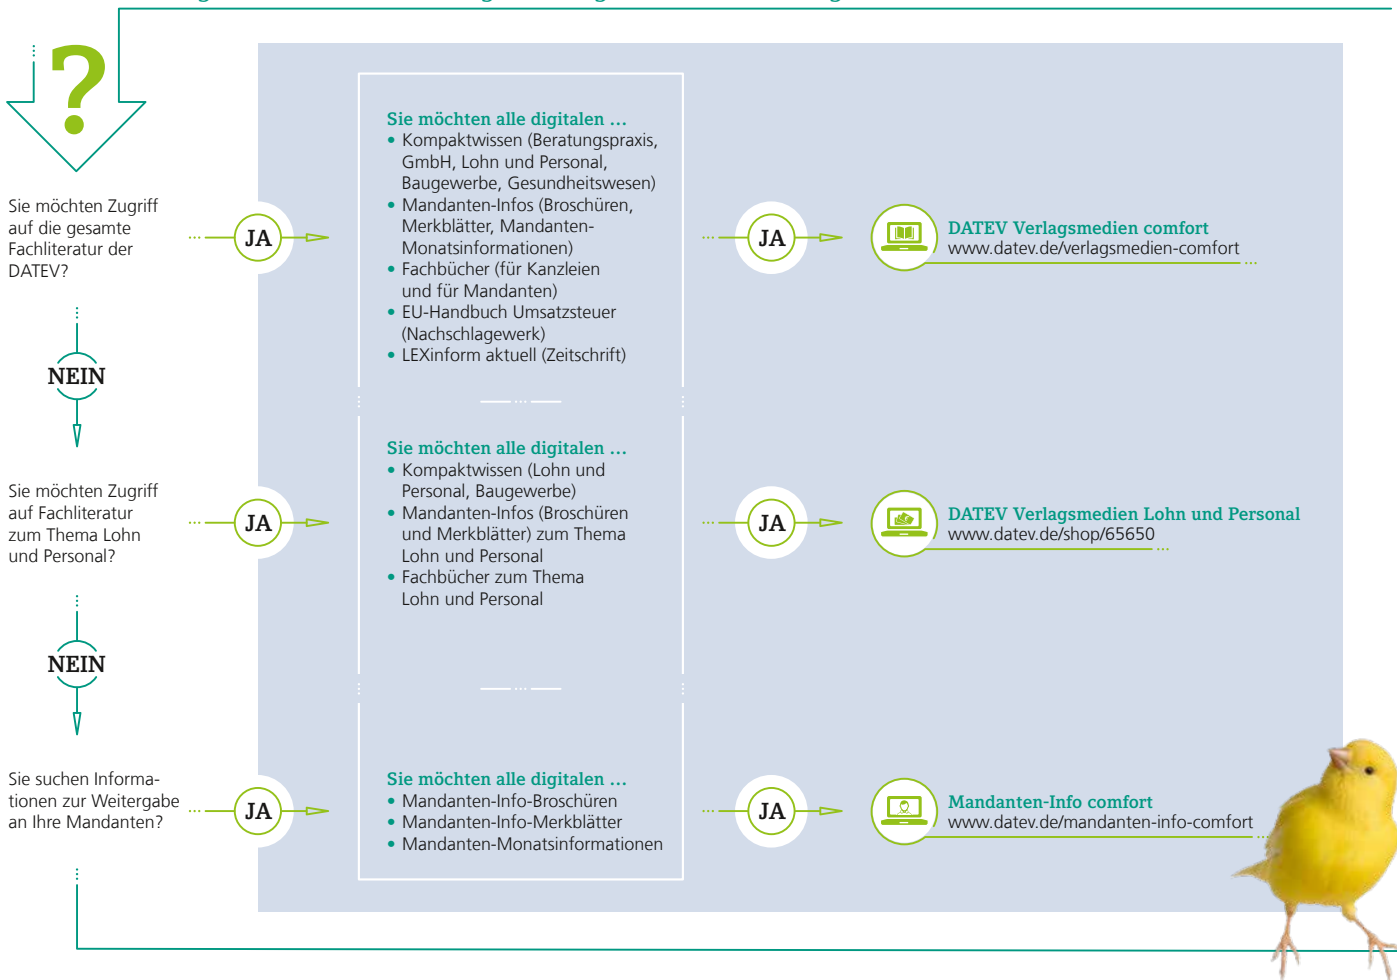 ?
Sie möchten Zugriff
auf die gesamte
Fachliteratur der
DATEV?
JA
Sie möchten alle digitalen ...
• Kompaktwissen (Beratungspraxis,
GmbH, Lohn und Personal,
Baugewerbe, Gesundheitswesen)
• Mandanten-Infos (Broschüren,
Merkblätter, Mandanten-
Monatsinformationen)
• Fachbücher (für Kanzleien
und für Mandanten)
• EU-Handbuch Umsatzsteuer
(Nachschlagewerk)
• LEXinform aktuell (Zeitschrift)
JA
DATEV Verlagsmedien comfort
www.datev.de/verlagsmedien-comfort
NEIN
Sie möchten Zugriff
auf Fachliteratur
zum Thema Lohn
und Personal?
JA
Sie möchten alle digitalen ...
• Kompaktwissen (Lohn und
Personal, Baugewerbe)
• Mandanten-Infos (Broschüren
und Merkblätter) zum Thema
Lohn und Personal
• Fachbücher zum Thema
Lohn und Personal
JA
DATEV Verlagsmedien Lohn und Personal
www.datev.de/shop/65650
NEIN
Sie suchen Informa-
tionen zur Weitergabe
an Ihre Mandanten?
JA
Sie möchten alle digitalen ...
• Mandanten-Info-Broschüren
• Mandanten-Info-Merkblätter
• Mandanten-Monatsinformationen
JA
Mandanten-Info comfort
www.datev.de/mandanten-info-comfort